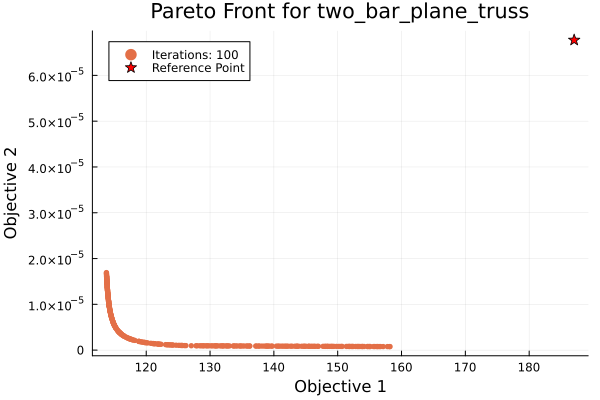 Pareto Front for two_bar_plane_truss
Iterations: 100
Reference Point
Objective 2
6.0×10⁻⁵
5.0×10⁻⁵
4.0×10⁻⁵
3.0×10⁻⁵
2.0×10⁻⁵
1.0×10⁻⁵
0
120 130 140 150 160 170 180
Objective 1